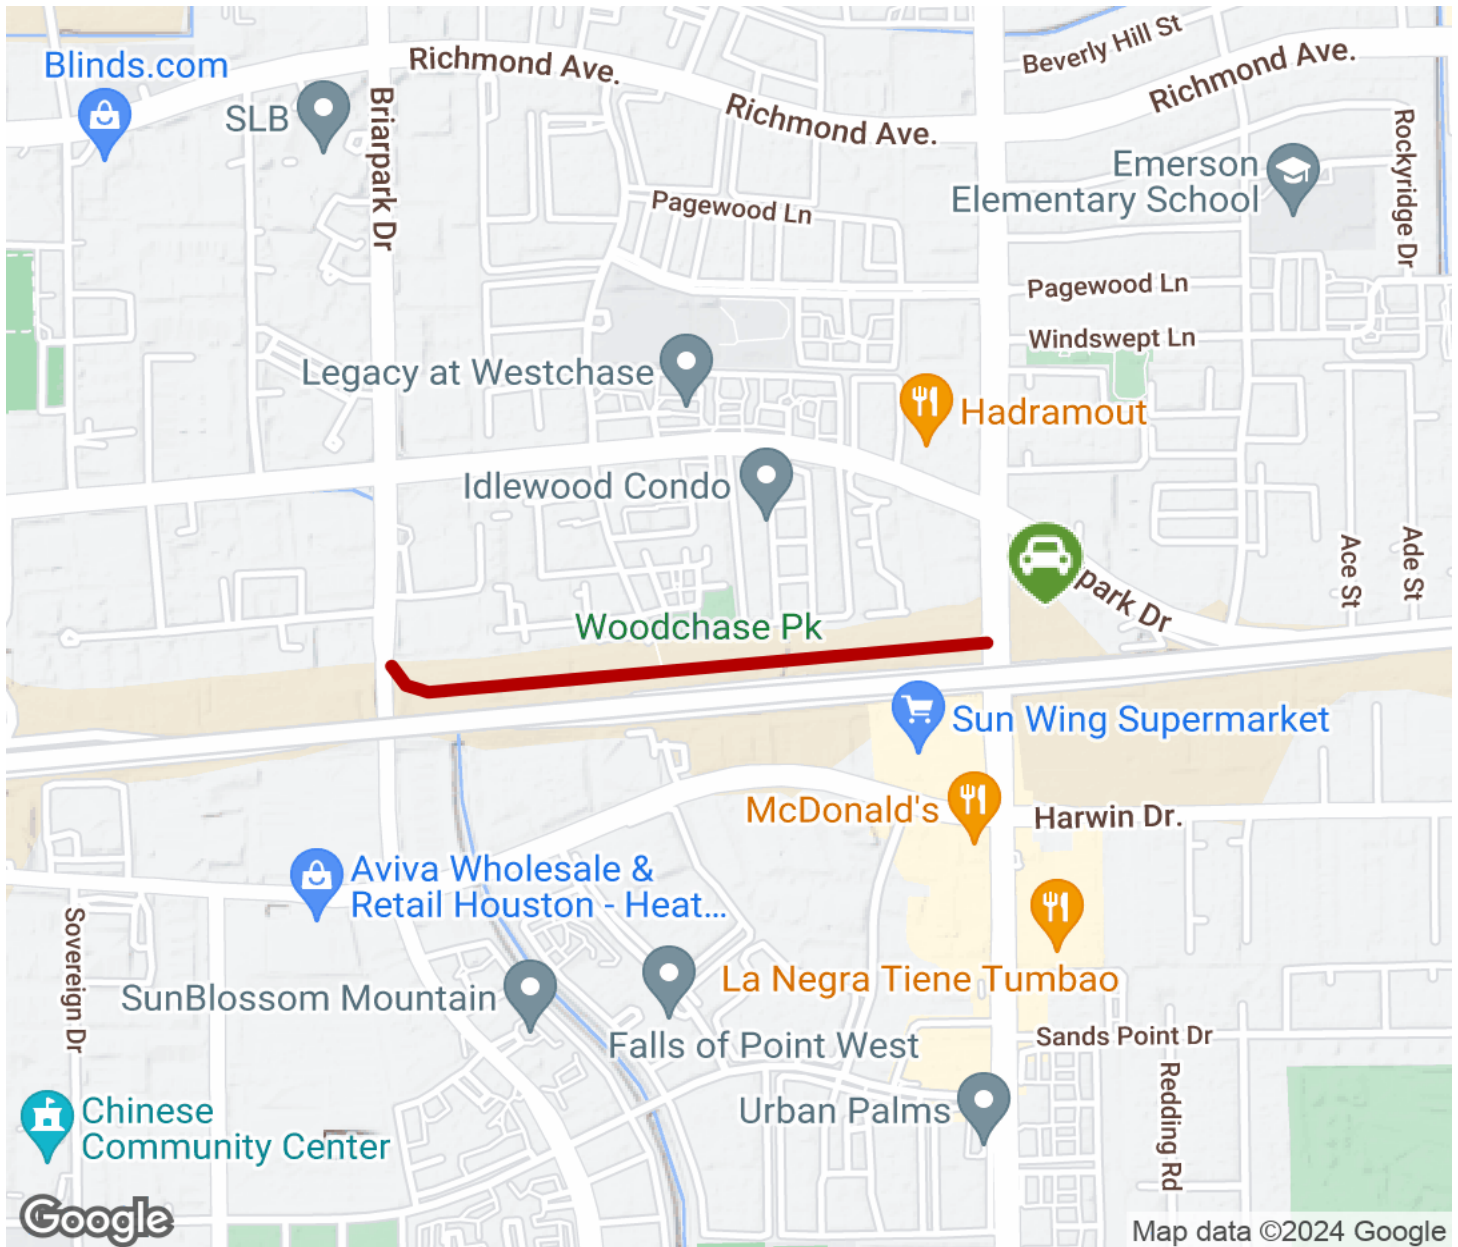 Beverly Hill St
Richmond Ave.
Richmond Ave.
Richmond Ave.
Blinds.com
SLB
Briarpark Dr
Rockyridge Dr
Emerson
Elementary School
Pagewood Ln
Pagewood Ln
Windswept Ln
Legacy at Westchase
Hadramout
Idlewood Condo
Ace St
Ade St
park Dr
Woodchase Pk
Sun Wing Supermarket
McDonald's
Harwin Dr.
Aviva Wholesale &
Retail Houston - Heat...
Sovereign Dr
La Negra Tiene Tumbao
SunBlossom Mountain
Falls of Point West
Sands Point Dr
Redding Rd
Urban Palms
Chinese
Community Center
Google
Map data ©2024 Google